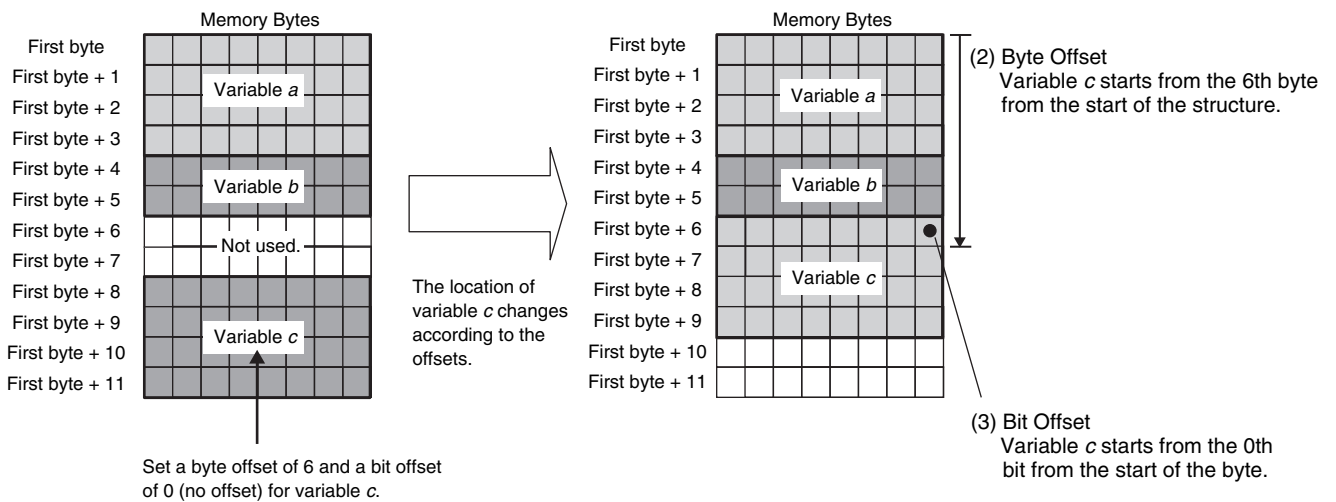 Memory Bytes
First byte
First byte + 1
First byte + 2
First byte + 3
First byte + 4
First byte + 5
First byte + 6
First byte + 7
First byte + 8
First byte + 9
First byte + 10
First byte + 11
Variable a
Variable b
Not used.
Variable c
Set a byte offset of 6 and a bit offset
of 0 (no offset) for variable c.
The location of
variable c changes
according to the
offsets.
Memory Bytes
First byte
First byte + 1
First byte + 2
First byte + 3
First byte + 4
First byte + 5
First byte + 6
First byte + 7
First byte + 8
First byte + 9
First byte + 10
First byte + 11
Variable a
Variable b
Variable c
(2) Byte Offset
Variable c starts from the 6th byte
from the start of the structure.
(3) Bit Offset
Variable c starts from the 0th
bit from the start of the byte.